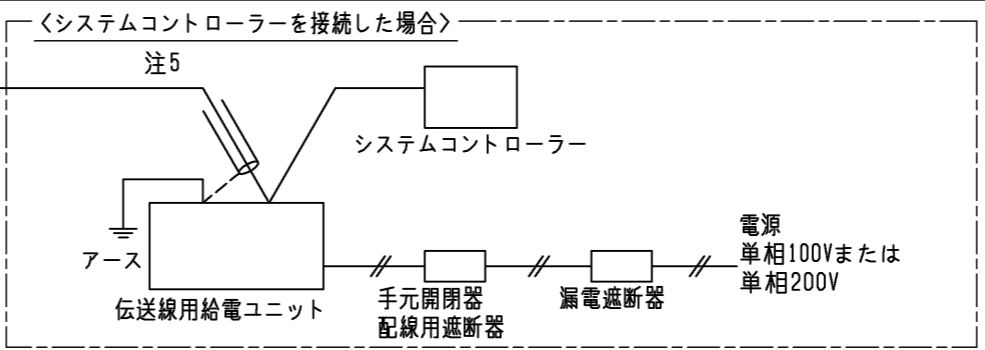 〈システムコントローラーを接続した場合〉
注5
システムコントローラー
アース
伝送線用給電ユニット
手元開閉器
配線用遮断器
漏電遮断器
電源
単相100Vまたは
単相200V